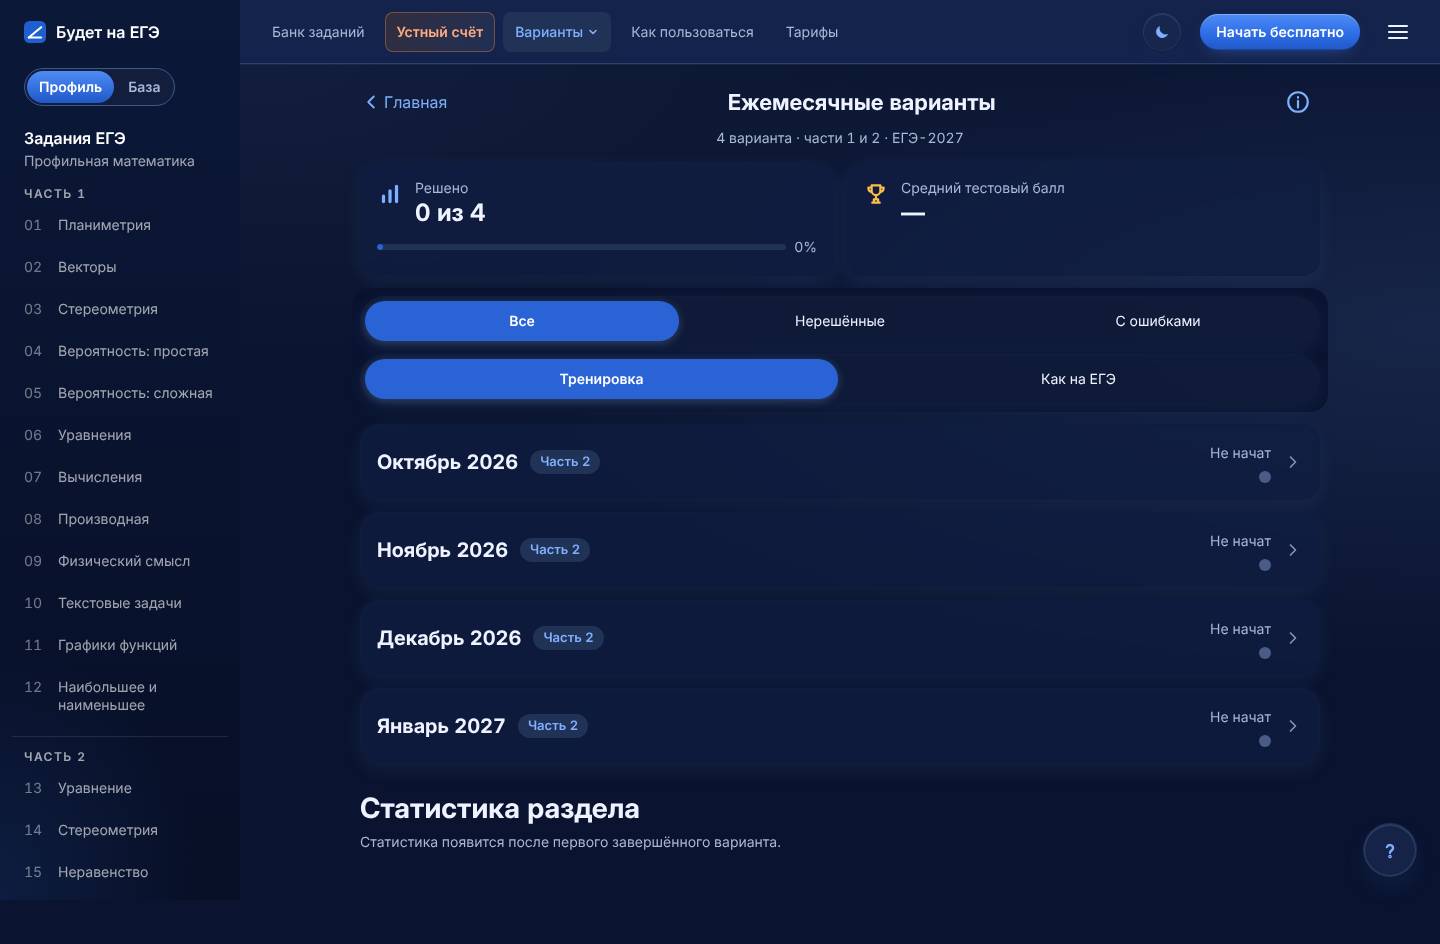 Будет на ЕГЭ
Профиль База
Задания ЕГЭ
Профильная математика
ЧАСТЬ 1
01 Планиметрия
02 Векторы
03 Стереометрия
04 Вероятность: простая
05 Вероятность: сложная
06 Уравнения
07 Вычисления
08 Производная
09 Физический смысл
10 Текстовые задачи
11 Графики функций
12 Наибольшее и
наименьшее
ЧАСТЬ 2
13 Уравнение
14 Стереометрия
15 Неравенство
Банк заданий Устный счёт Варианты Как пользоваться Тарифы Начать бесплатно
Главная
Ежемесячные варианты
4 варианта · части 1 и 2 · ЕГЭ-2027
Решено
0 из 4
0%
Средний тестовый балл
—
Все Нерешённые С ошибками
Тренировка Как на ЕГЭ
Октябрь 2026 Часть 2 Не начат
Ноябрь 2026 Часть 2 Не начат
Декабрь 2026 Часть 2 Не начат
Январь 2027 Часть 2 Не начат
Статистика раздела
Статистика появится после первого завершённого варианта.
?